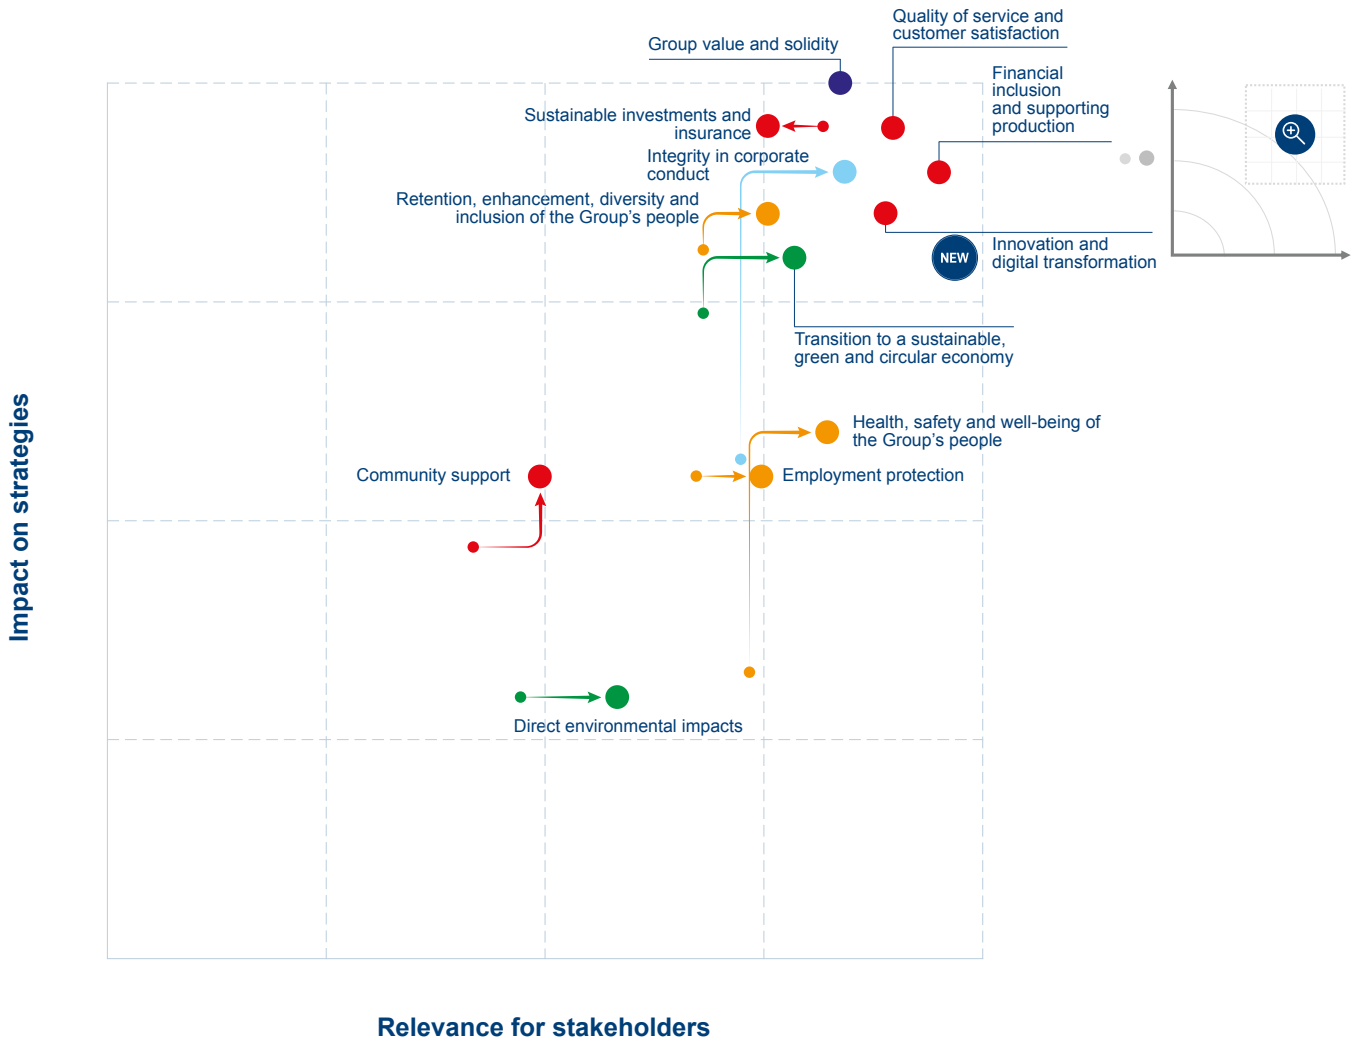 Quality of service and
customer satisfaction
Group value and solidity
Financial
inclusion
and supporting
production
Sustainable investments and
insurance
Integrity in corporate
conduct
Retention, enhancement, diversity and
inclusion of the Group’s people
NEW
Innovation and
digital transformation
Transition to a sustainable,
green and circular economy
Health, safety and well-being of
the Group’s people
Community support
Employment protection
Direct environmental impacts
Impact on strategies
Relevance for stakeholders